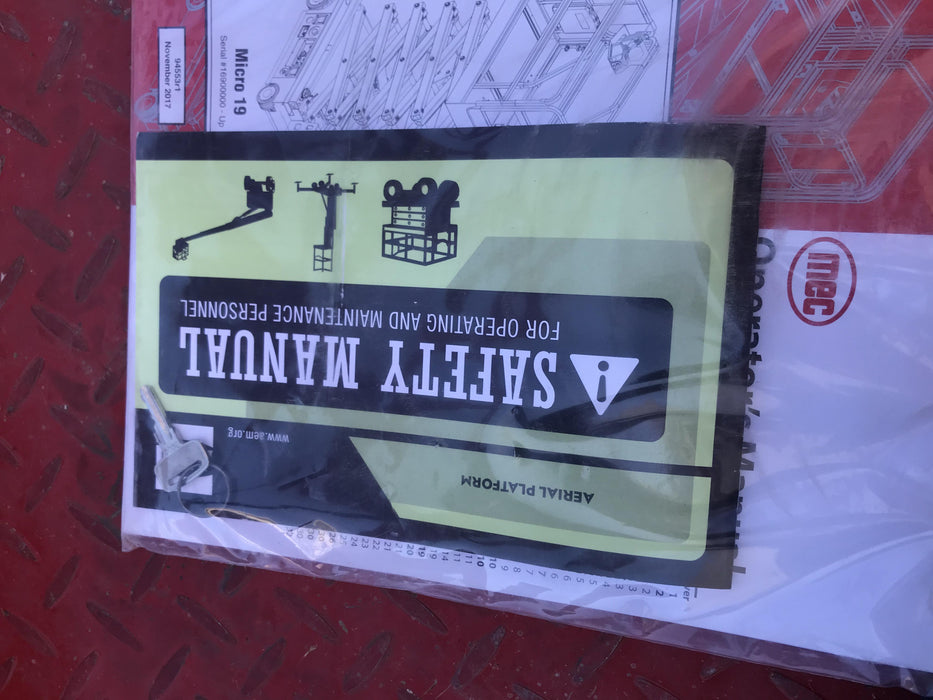 AERIAL PLATFORM
SAFETY MANUAL
FOR OPERATING AND MAINTENANCE PERSONNEL
www.aem.org
mec
Operator's Manual
Micro 19
Serial #16900000 - Up
94553r1
November 2017